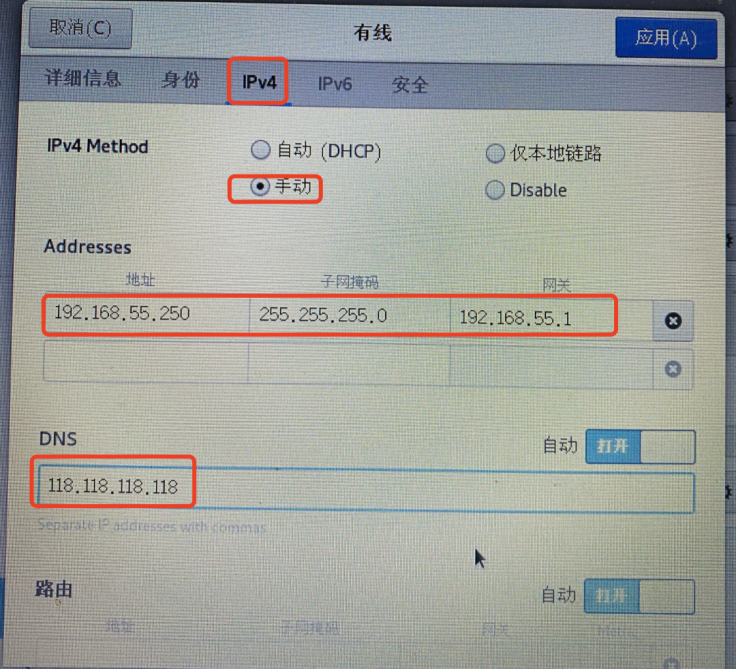 取消(C) 有线 应用(A)
详细信息 身份 IPv4 IPv6 安全
IPv4 Method 自动 (DHCP) 仅本地链路
手动 Disable
Addresses
地址 子网掩码 网关
192.168.55.250 255.255.255.0 192.168.55.1
DNS 自动 打开
118.118.118.118
Separate IP addresses with commas
路由 自动 打开
地址 子网掩码 网关 Metric